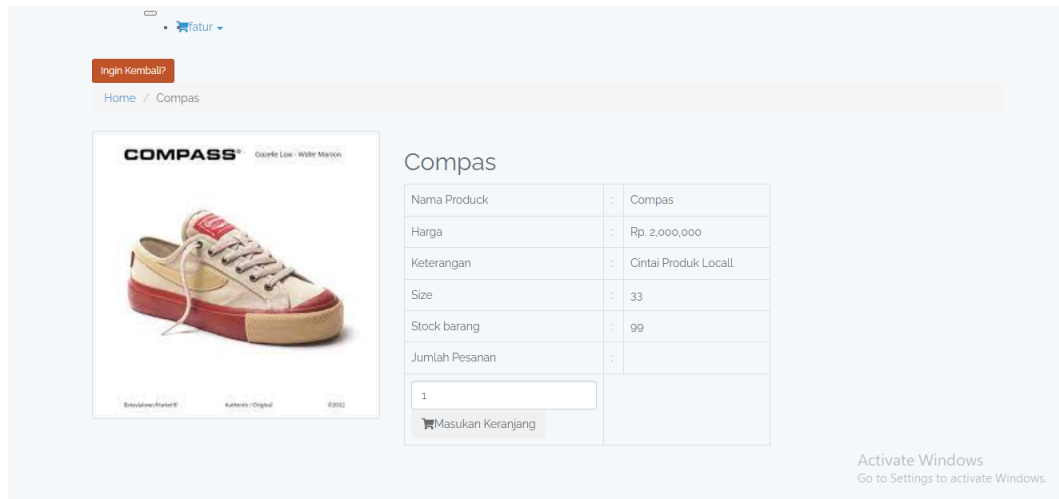 fatur
Ingin Kembali?
Home / Compas
COMPASS® Gazelle Low - Wafer Maroon
Authentic / Original
©2022
Compas
Nama Produck : Compas
Harga : Rp. 2,000,000
Keterangan : Cintai Produk Locall
Size : 33
Stock barang : 99
Jumlah Pesanan :
1
Masukan Keranjang
Activate Windows
Go to Settings to activate Windows.